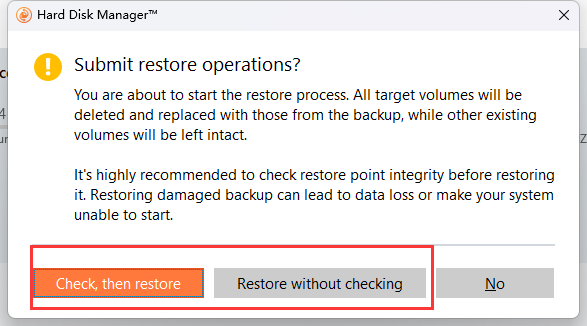 Hard Disk Manager™
Submit restore operations?
You are about to start the restore process. All target volumes will be
deleted and replaced with those from the backup, while other existing
volumes will be left intact.
It's highly recommended to check restore point integrity before restoring
it. Restoring damaged backup can lead to data loss or make your system
unable to start.
Check, then restore
Restore without checking
No